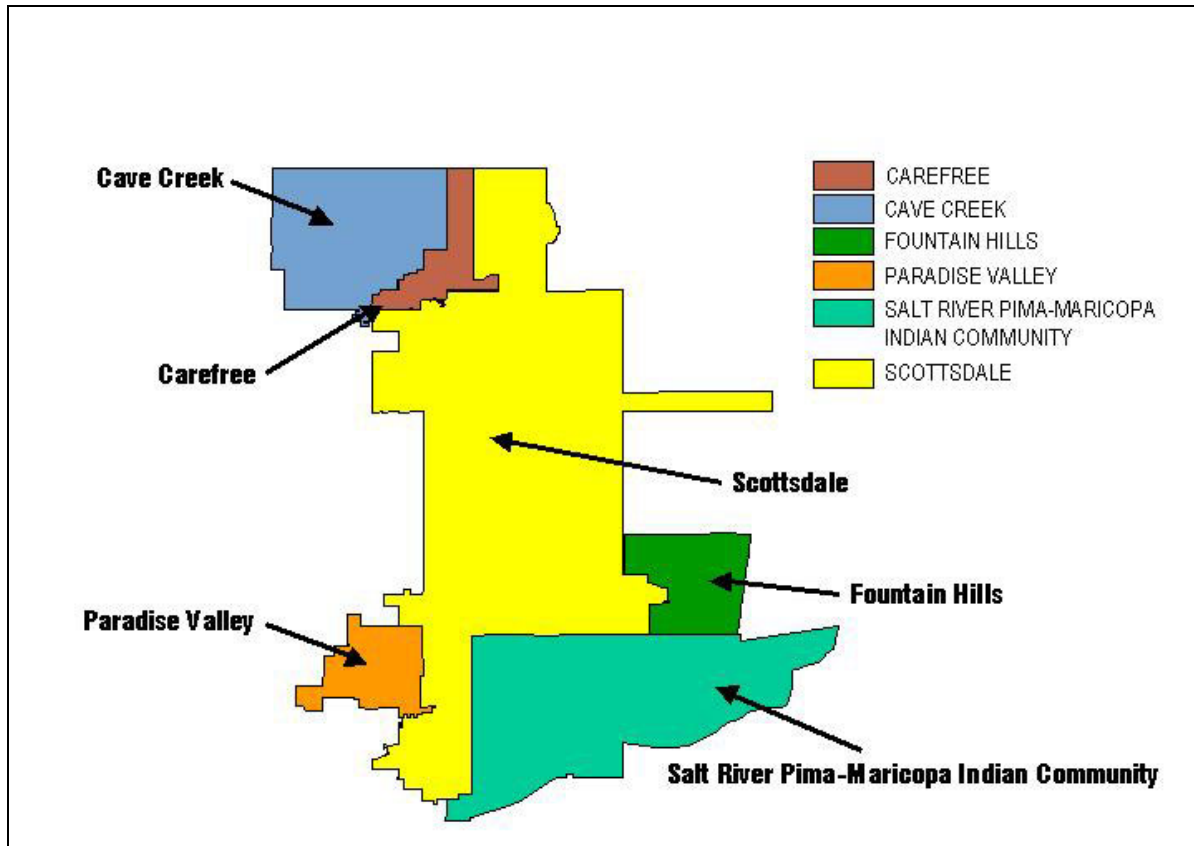 Cave Creek
Carefree
Scottsdale
Fountain Hills
Paradise Valley
Salt River Pima-Maricopa Indian Community
CAREFREE
CAVE CREEK
FOUNTAIN HILLS
PARADISE VALLEY
SALT RIVER PIMA-MARICOPA
INDIAN COMMUNITY
SCOTTSDALE